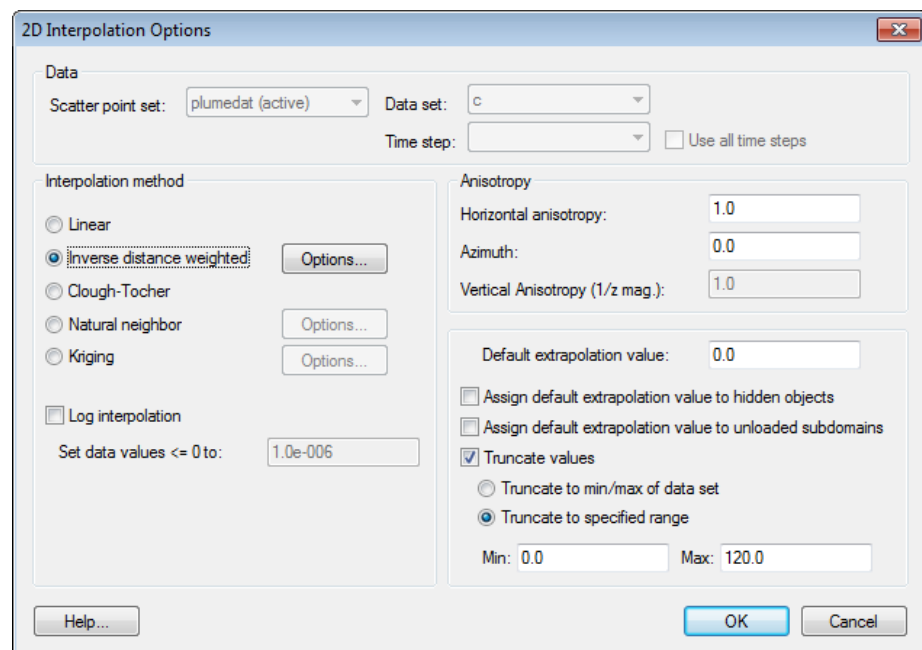 2D Interpolation Options
Data
Scatter point set: plumedat (active) Data set: c
Time step: Use all time steps
Interpolation method
Linear
Inverse distance weighted Options...
Clough-Tocher
Natural neighbor Options...
Kriging Options...
Log interpolation
Set data values <= 0 to: 1.0e-006
Anisotropy
Horizontal anisotropy: 1.0
Azimuth: 0.0
Vertical Anisotropy (1/z mag.): 1.0
Default extrapolation value: 0.0
Assign default extrapolation value to hidden objects
Assign default extrapolation value to unloaded subdomains
Truncate values
Truncate to min/max of data set
Truncate to specified range
Min: 0.0 Max: 120.0
Help... OK Cancel